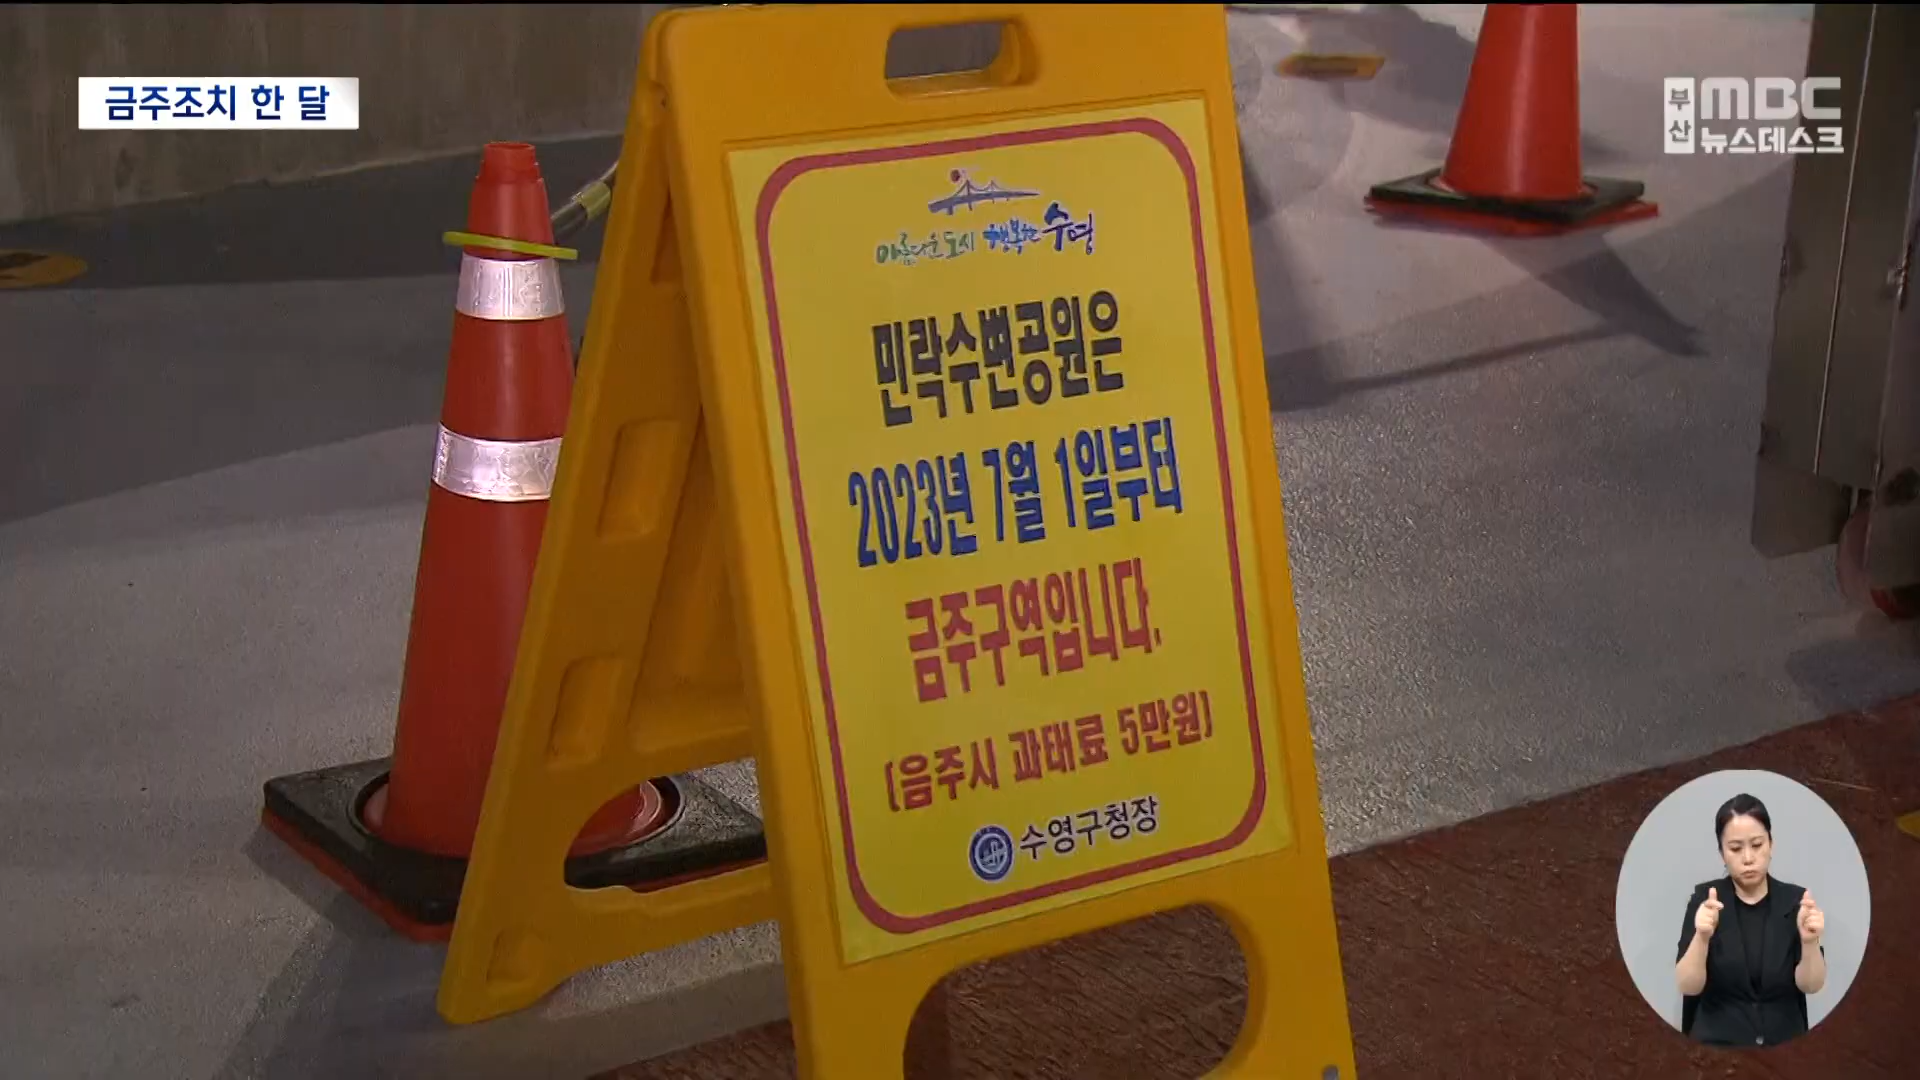 금주조치 한 달
부산
MBC
뉴스데스크
아름다운 도시 행복한 수영
민락수변공원은
2023년 7월 1일부터
금주구역입니다.
(음주시 과태료 5만원)
수영구청장